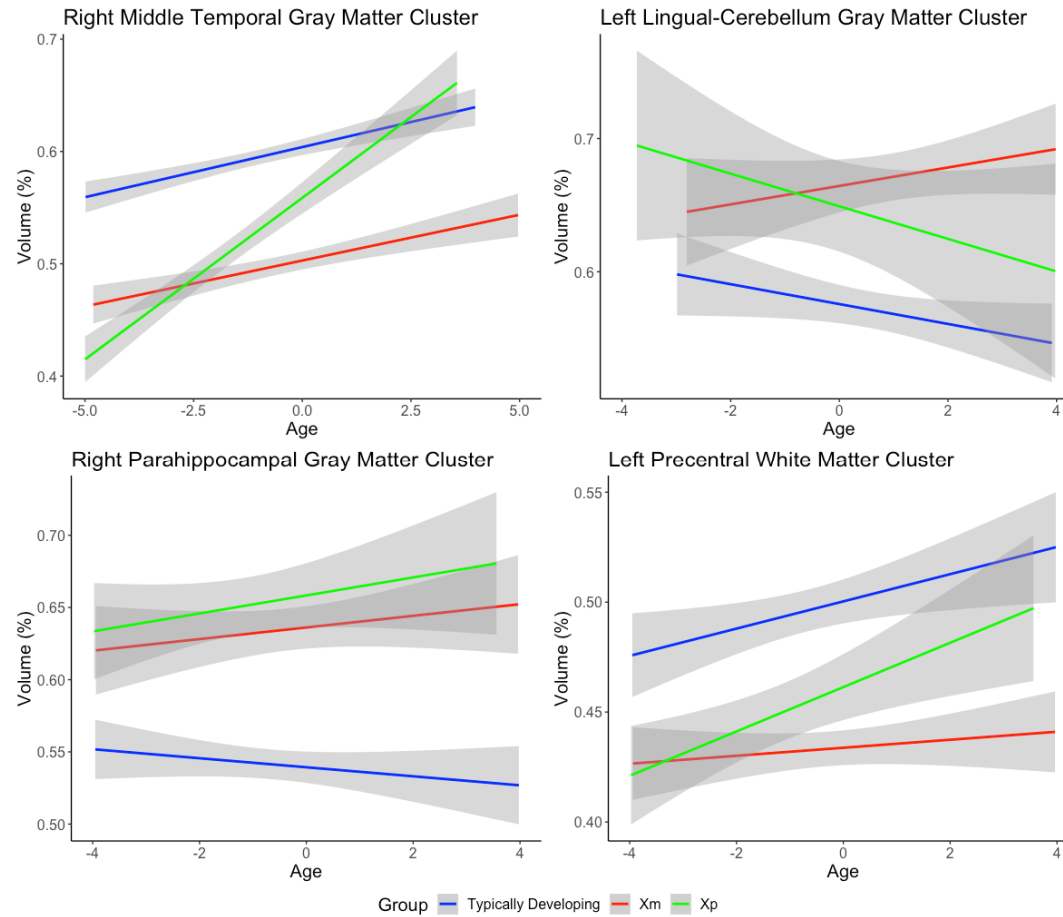 Right Middle Temporal Gray Matter Cluster
Volume (%)
0.7
0.6
0.5
0.4
-5.0 -2.5 0.0 2.5 5.0
Age
Left Lingual-Cerebellum Gray Matter Cluster
Volume (%)
0.7
0.6
-4 -2 0 2 4
Age
Right Parahippocampal Gray Matter Cluster
Volume (%)
0.70
0.65
0.60
0.55
0.50
-4 -2 0 2 4
Age
Left Precentral White Matter Cluster
Volume (%)
0.55
0.50
0.45
0.40
-4 -2 0 2 4
Age
Group Typically Developing Xm Xp